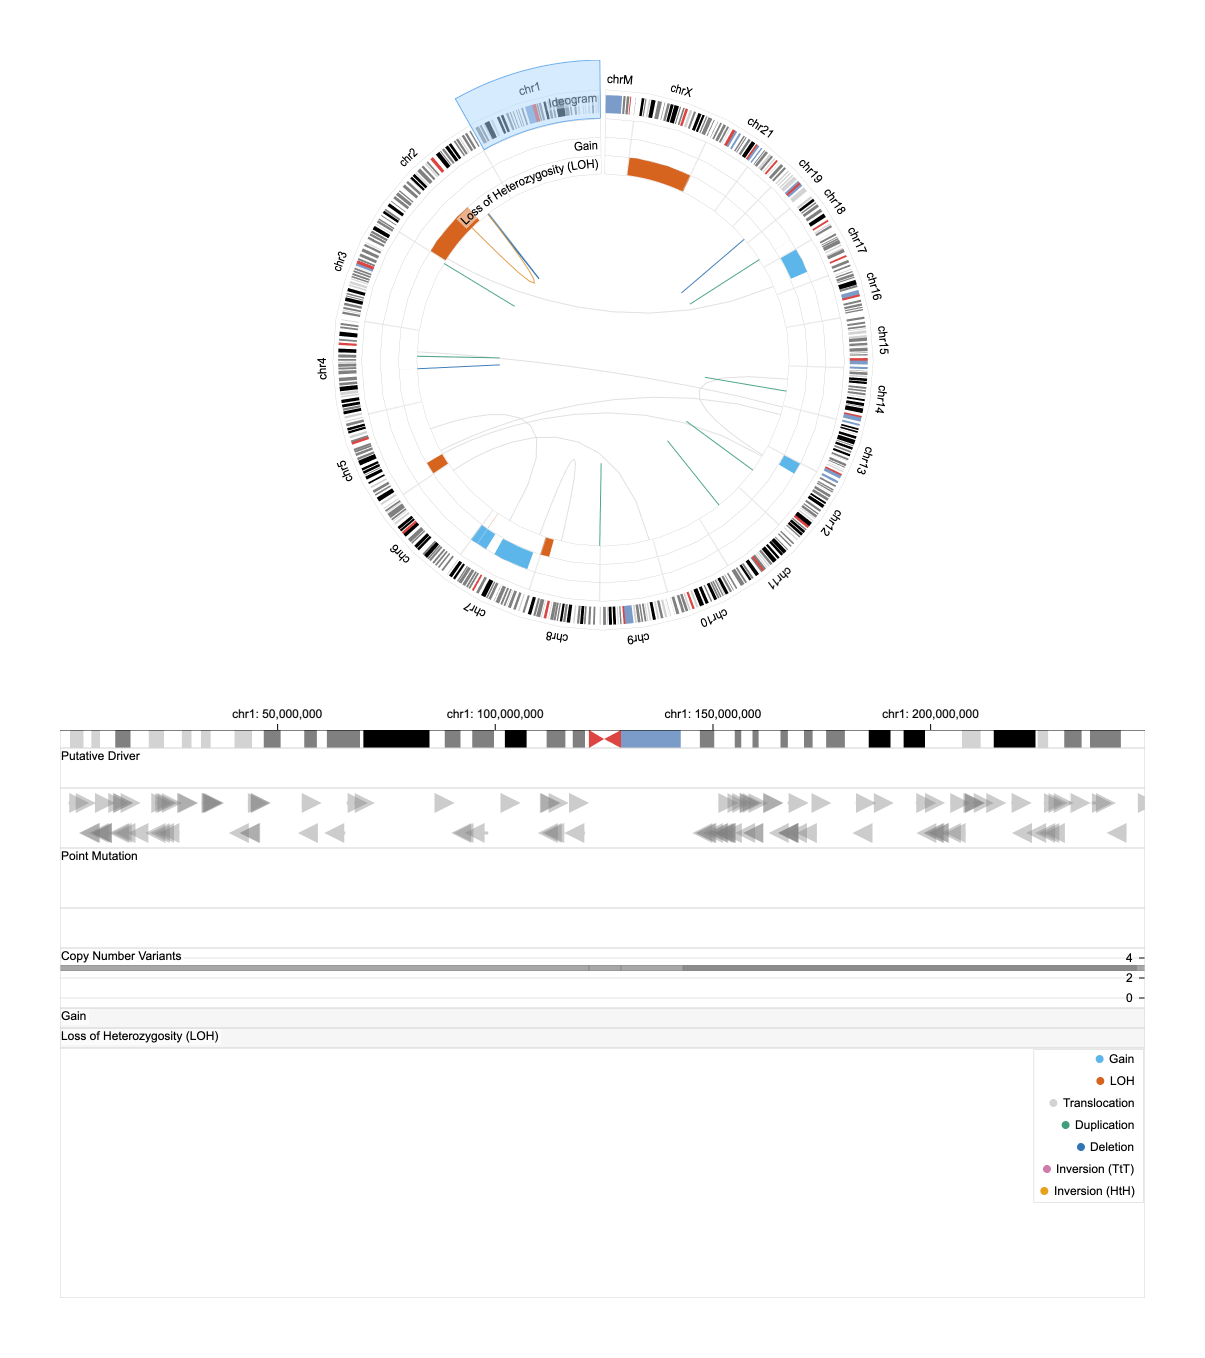 chrM
chrX
chr1
Ideogram
chr21
Gain
chr2
Loss of Heterozygosity (LOH)
chr19
chr18
chr17
chr3
chr16
chr15
chr4
chr14
chr13
chr5
chr12
chr6
chr11
chr7
chr10
chr8
chr9
chr1: 50,000,000
chr1: 100,000,000
chr1: 150,000,000
chr1: 200,000,000
Putative Driver
Point Mutation
Copy Number Variants
4
2
0
Gain
Loss of Heterozygosity (LOH)
Gain
LOH
Translocation
Duplication
Deletion
Inversion (TtT)
Inversion (HtH)